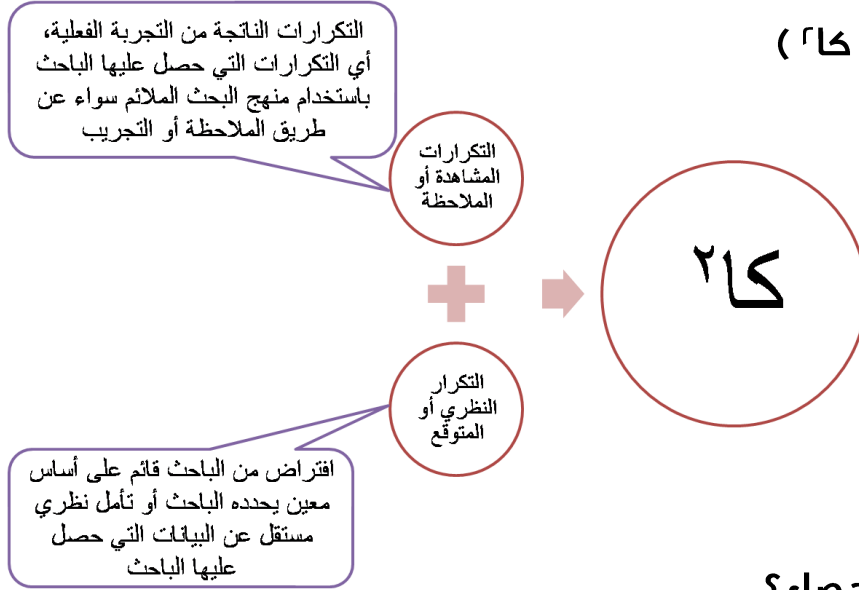 كا٢ )
التكرارات الناتجة من التجربة الفعلية،
أي التكرارات التي حصل عليها الباحث
باستخدام منهج البحث الملائم سواء عن
طريق الملاحظة أو التجريب
التكرارات
المشاهدة أو
الملاحظة
كا٢
التكرار
النظري أو
المتوقع
افتراض من الباحث قائم على أساس
معين يحدده الباحث أو تأمل نظري
مستقل عن البيانات التي حصل
عليها الباحث